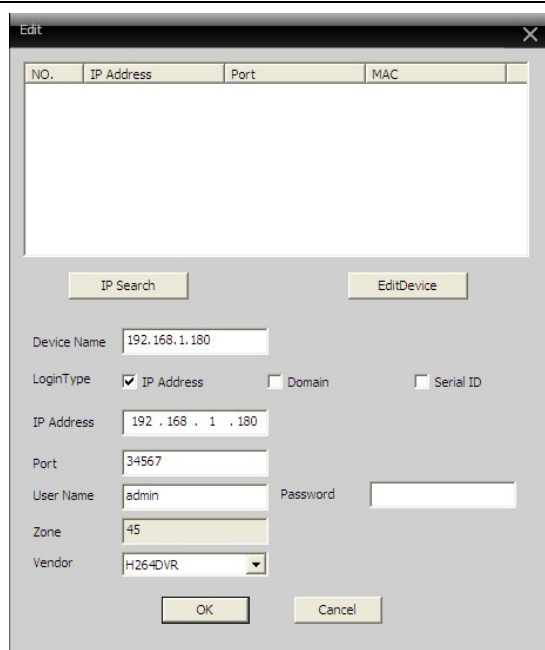 Edit
NO. IP Address Port MAC
IP Search EditDevice
Device Name 192.168.1.180
LoginType IP Address Domain Serial ID
IP Address 192 . 168 . 1 . 180
Port 34567
User Name admin Password
Zone 45
Vendor H264DVR
OK Cancel